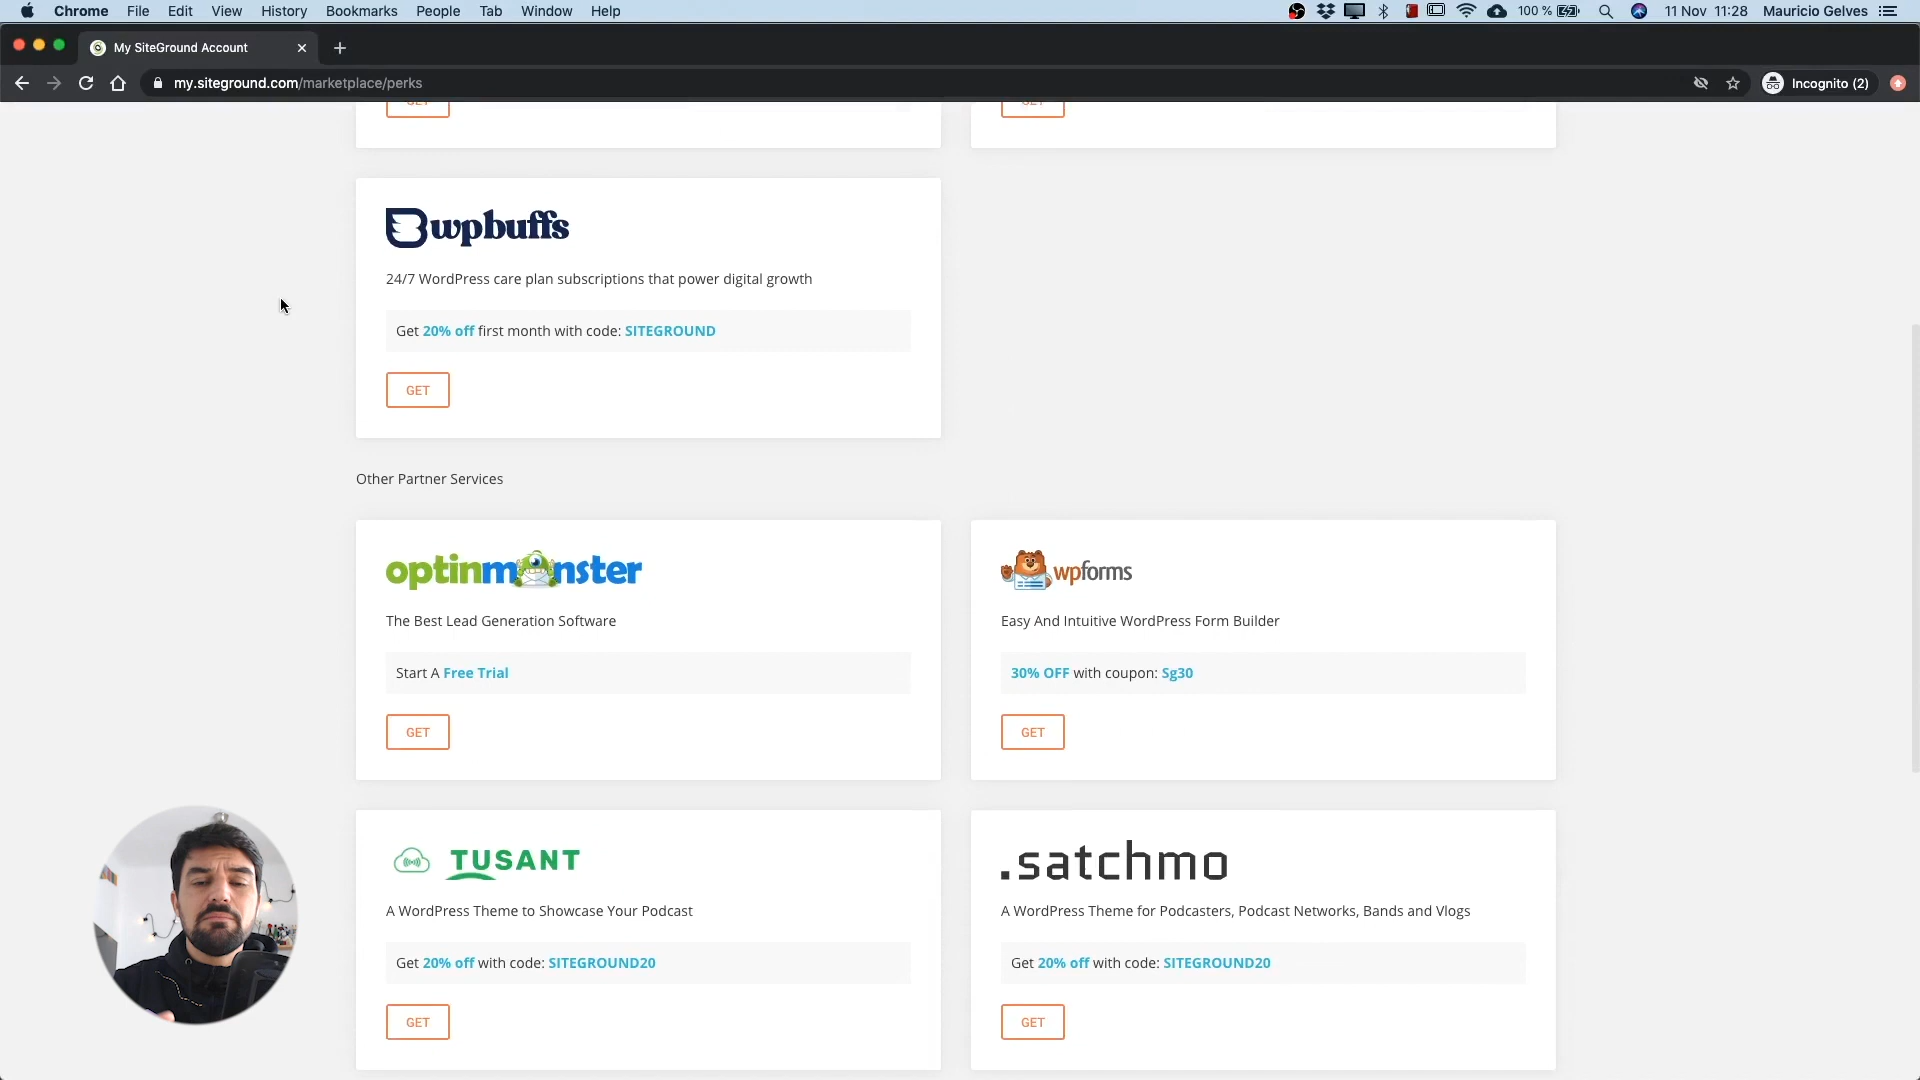 Chrome File Edit View History Bookmarks People Tab Window Help
100 % 11 Nov 11:28 Mauricio Gelves
My SiteGround Account
my.siteground.com/marketplace/perks
Incognito (2)
GET
GET
wpbuffs
24/7 WordPress care plan subscriptions that power digital growth
Get 20% off first month with code: SITEGROUND
GET
Other Partner Services
optinmonster
The Best Lead Generation Software
Start A Free Trial
GET
wpforms
Easy And Intuitive WordPress Form Builder
30% OFF with coupon: Sg30
GET
TUSANT
A WordPress Theme to Showcase Your Podcast
Get 20% off with code: SITEGROUND20
GET
.satchmo
A WordPress Theme for Podcasters, Podcast Networks, Bands and Vlogs
Get 20% off with code: SITEGROUND20
GET